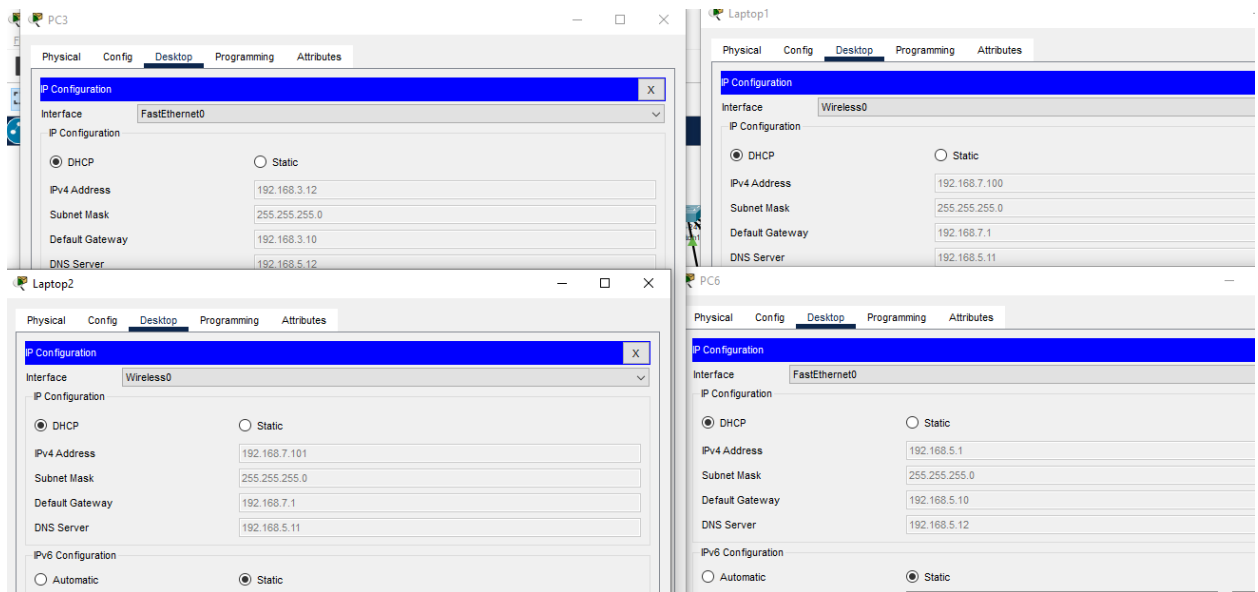 PC3
Physical Config Desktop Programming Attributes
IP Configuration X
Interface FastEthernet0
IP Configuration
DHCP Static
IPv4 Address 192.168.3.12
Subnet Mask 255.255.255.0
Default Gateway 192.168.3.10
DNS Server 192.168.5.12
Laptop1
Physical Config Desktop Programming Attributes
IP Configuration
Interface Wireless0
IP Configuration
DHCP Static
IPv4 Address 192.168.7.100
Subnet Mask 255.255.255.0
Default Gateway 192.168.7.1
DNS Server 192.168.5.11
Laptop2
Physical Config Desktop Programming Attributes
IP Configuration X
Interface Wireless0
IP Configuration
DHCP Static
IPv4 Address 192.168.7.101
Subnet Mask 255.255.255.0
Default Gateway 192.168.7.1
DNS Server 192.168.5.11
IPv6 Configuration
Automatic Static
PC6
Physical Config Desktop Programming Attributes
IP Configuration
Interface FastEthernet0
IP Configuration
DHCP Static
IPv4 Address 192.168.5.1
Subnet Mask 255.255.255.0
Default Gateway 192.168.5.10
DNS Server 192.168.5.12
IPv6 Configuration
Automatic Static